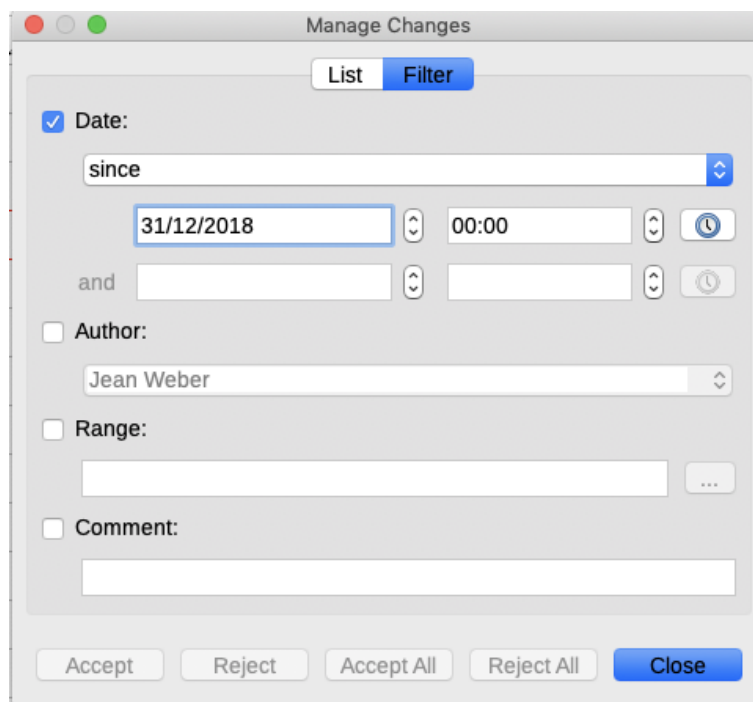 Manage Changes
List Filter
Date:
since
31/12/2018 00:00
and
Author:
Jean Weber
Range:
...
Comment:
Accept Reject Accept All Reject All Close